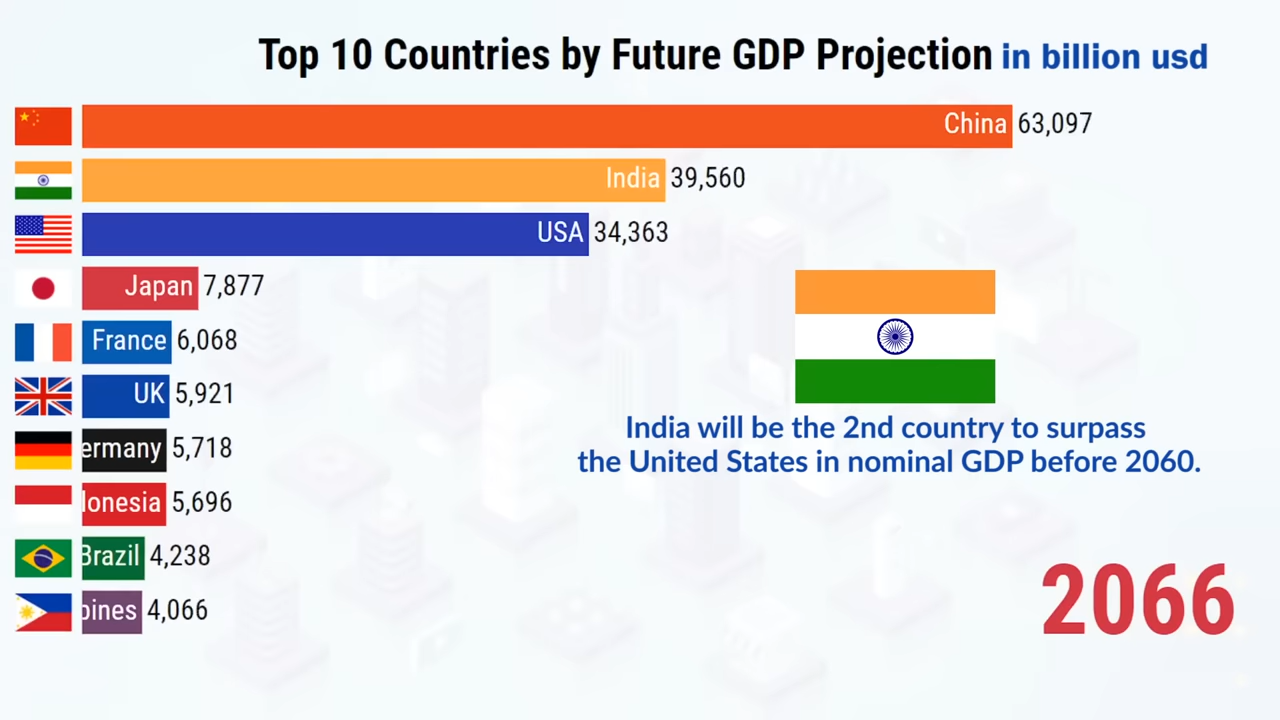 Top 10 Countries by Future GDP Projection in billion usd
China 63,097
India 39,560
USA 34,363
Japan 7,877
France 6,068
UK 5,921
ermany 5,718
lonesia 5,696
Brazil 4,238
pines 4,066
India will be the 2nd country to surpass
the United States in nominal GDP before 2060.
2066